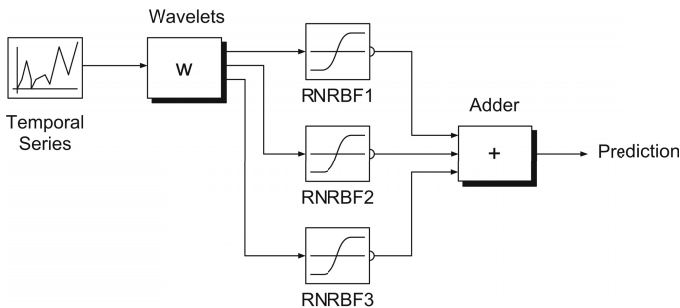 Wavelets
W
Temporal
Series
RNRBF1
RNRBF2
RNRBF3
Adder
+
Prediction